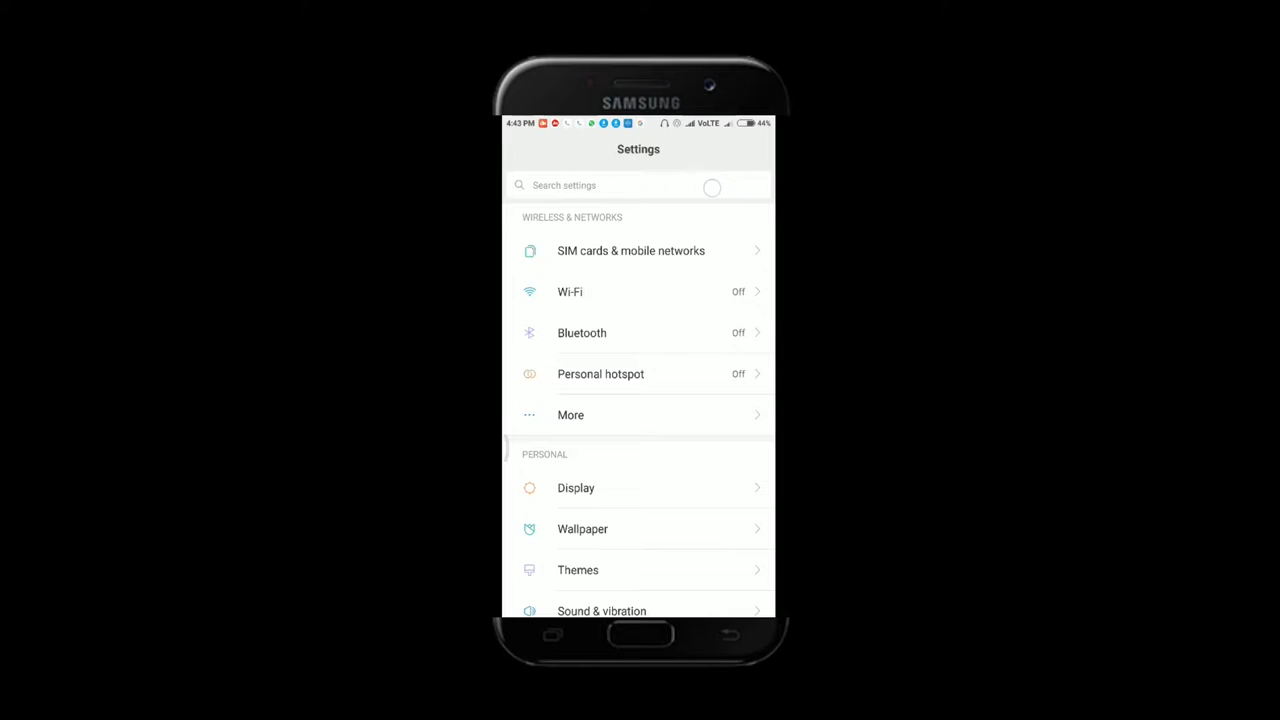 SAMSUNG
4:43 PM VoLTE 44%
Settings
Search settings
WIRELESS & NETWORKS
SIM cards & mobile networks
Wi-Fi Off
Bluetooth Off
Personal hotspot Off
More
PERSONAL
Display
Wallpaper
Themes
Sound & vibration